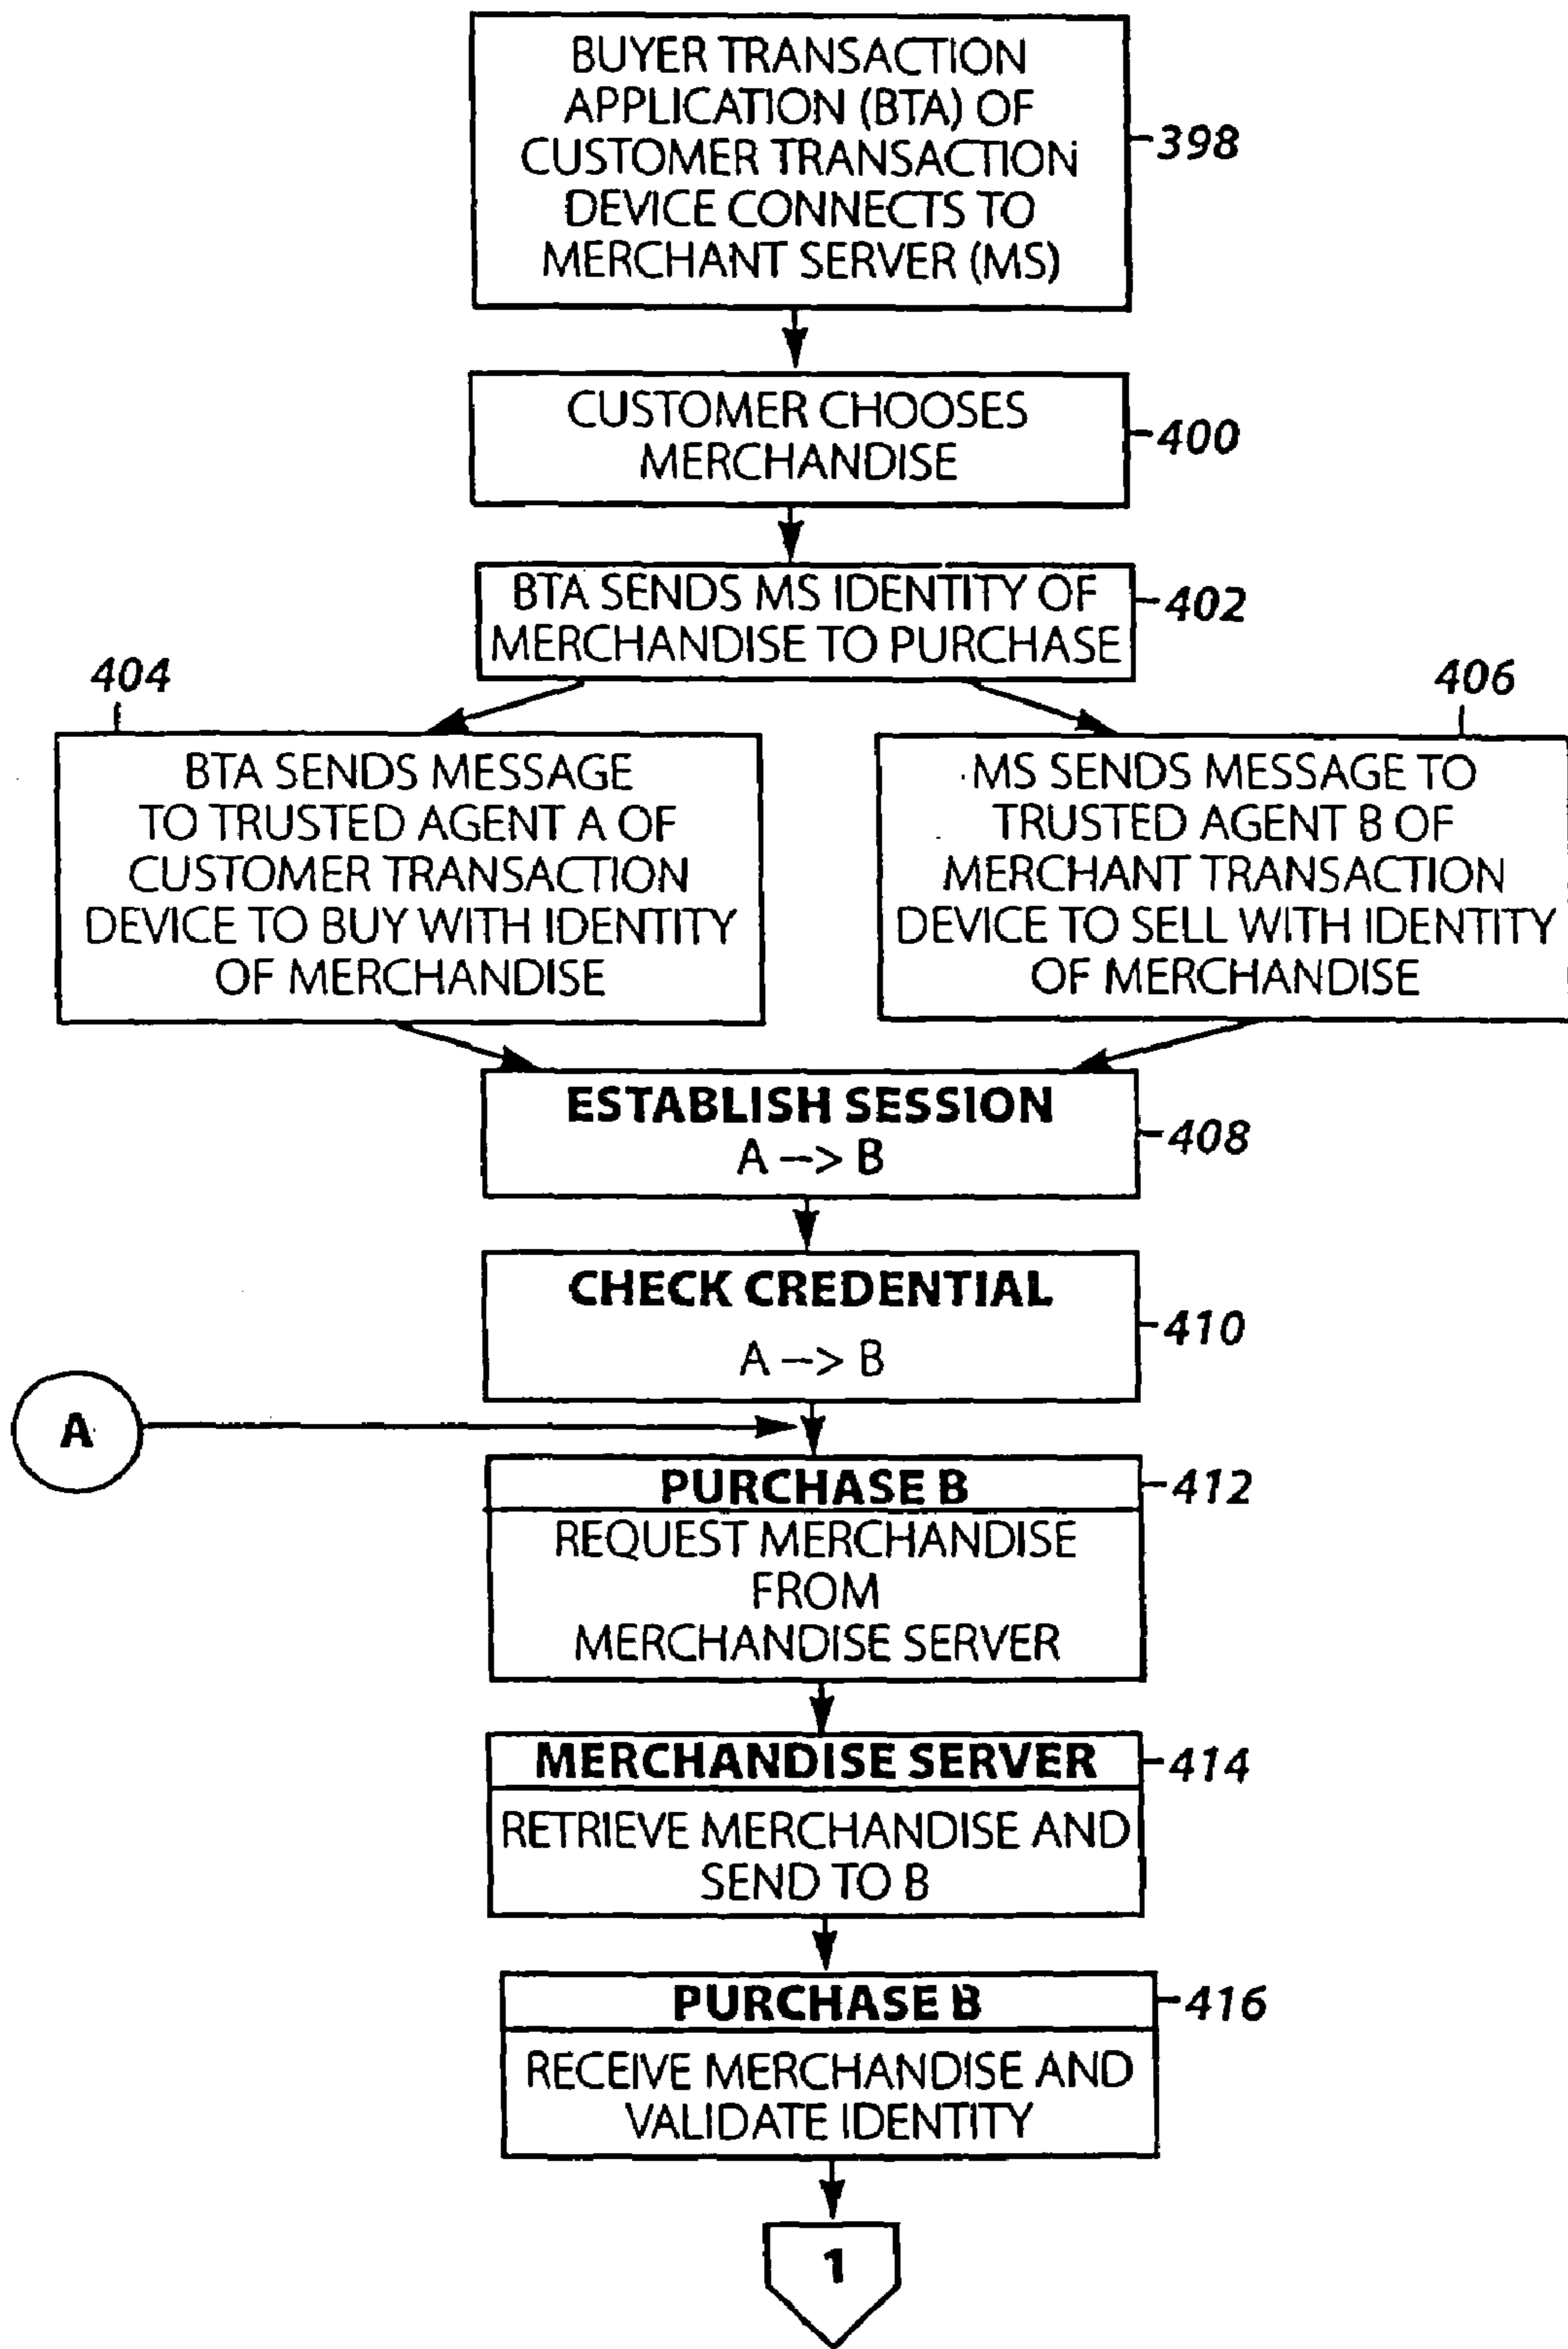 BUYER TRANSACTION
APPLICATION (BTA) OF
CUSTOMER TRANSACTION
DEVICE CONNECTS TO
MERCHANT SERVER (MS)
398
CUSTOMER CHOOSES
MERCHANDISE
400
BTA SENDS MS IDENTITY OF
MERCHANDISE TO PURCHASE
402
404
BTA SENDS MESSAGE
TO TRUSTED AGENT A OF
CUSTOMER TRANSACTION
DEVICE TO BUY WITH IDENTITY
OF MERCHANDISE
406
MS SENDS MESSAGE TO
TRUSTED AGENT B OF
MERCHANT TRANSACTION
DEVICE TO SELL WITH IDENTITY
OF MERCHANDISE
ESTABLISH SESSION
A --> B
408
CHECK CREDENTIAL
A --> B
410
A
PURCHASE B
412
REQUEST MERCHANDISE
FROM
MERCHANDISE SERVER
MERCHANDISE SERVER
414
RETRIEVE MERCHANDISE AND
SEND TO B
PURCHASE B
416
RECEIVE MERCHANDISE AND
VALIDATE IDENTITY
1